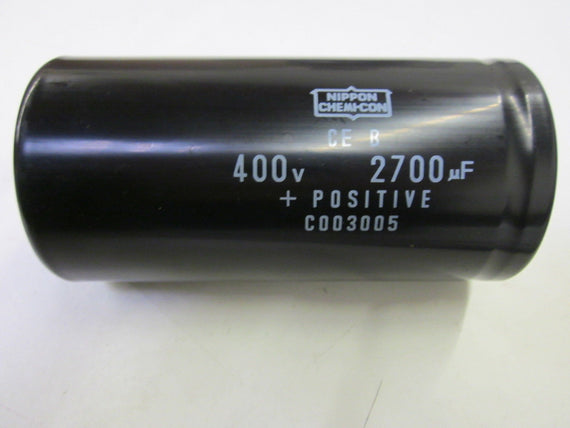 NIPPON
CHEMI-CON
CE B
400V 2700μF
+ POSITIVE
C003005